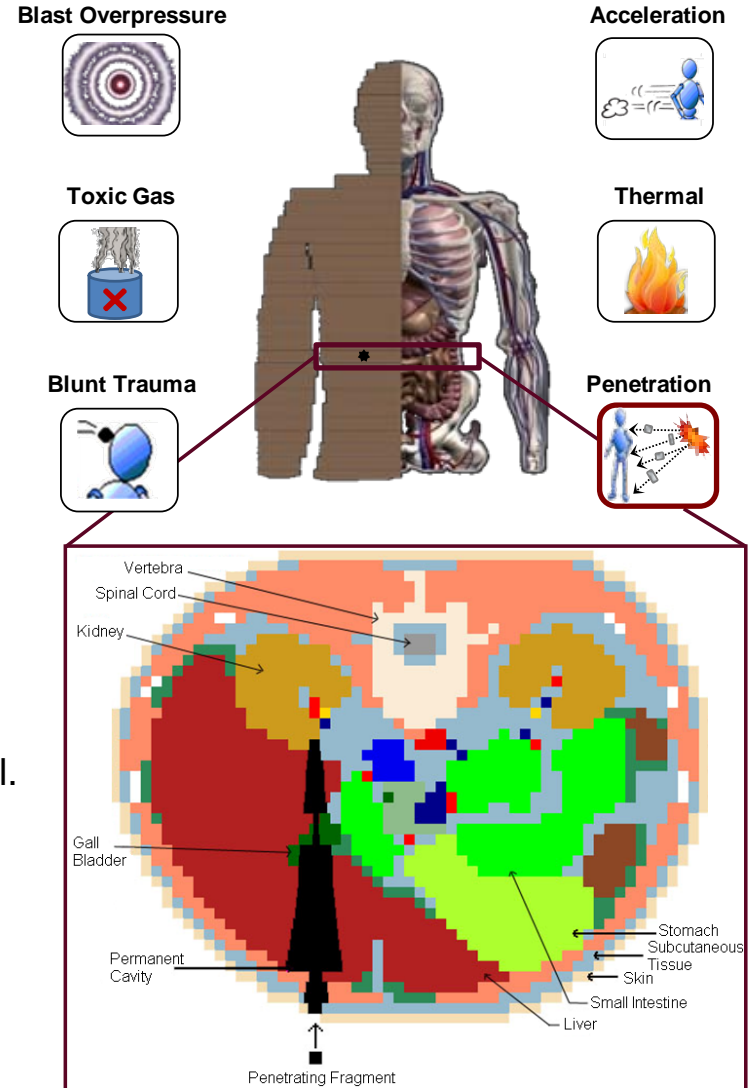 Blast Overpressure
Acceleration
Toxic Gas
Thermal
Blunt Trauma
Penetration
Vertebra
Spinal Cord
Kidney
l.
Gall
Bladder
Permanent
Cavity
Stomach
Subcutaneous
Tissue
Skin
Small Intestine
Liver
Penetrating Fragment